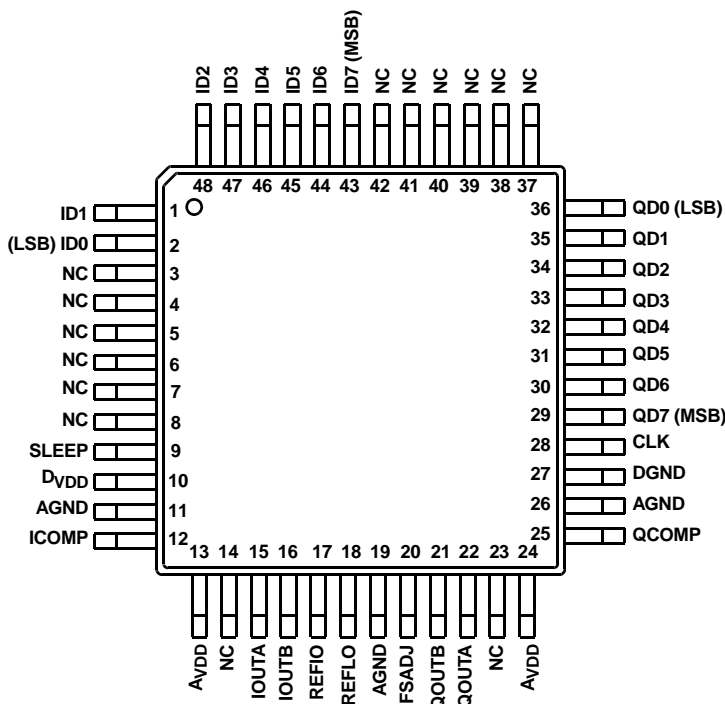 ID2 ID3 ID4 ID5 ID6 ID7 (MSB) NC NC NC NC NC NC
48 47 46 45 44 43 42 41 40 39 38 37
ID1 1 36 QD0 (LSB)
(LSB) ID0 2 35 QD1
NC 3 34 QD2
NC 4 33 QD3
NC 5 32 QD4
NC 6 31 QD5
NC 7 30 QD6
NC 8 29 QD7 (MSB)
SLEEP 9 28 CLK
DVDD 10 27 DGND
AGND 11 26 AGND
ICOMP 12 25 QCOMP
13 14 15 16 17 18 19 20 21 22 23 24
AVDD NC IOUTA IOUTB REFIO REFLO AGND FSADJ QOUTB QOUTA NC AVDD